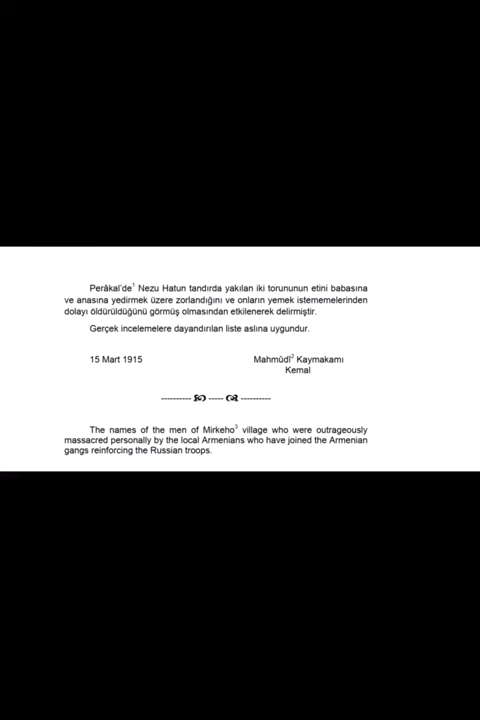 Perâkal'de¹ Nezu Hatun tandırda yakılan iki torununun etini babasına
ve anasına yedirmek üzere zorlandığını ve onların yemek istememelerinden
dolayı öldürüldüğünü görmüş olmasından etkilenerek delirmiştir.
Gerçek incelemelere dayandırılan liste aslına uygundur.
15 Mart 1915 Mahmûdî² Kaymakamı
Kemal
The names of the men of Mirkeho³ village who were outrageously
massacred personally by the local Armenians who have joined the Armenian
gangs reinforcing the Russian troops.